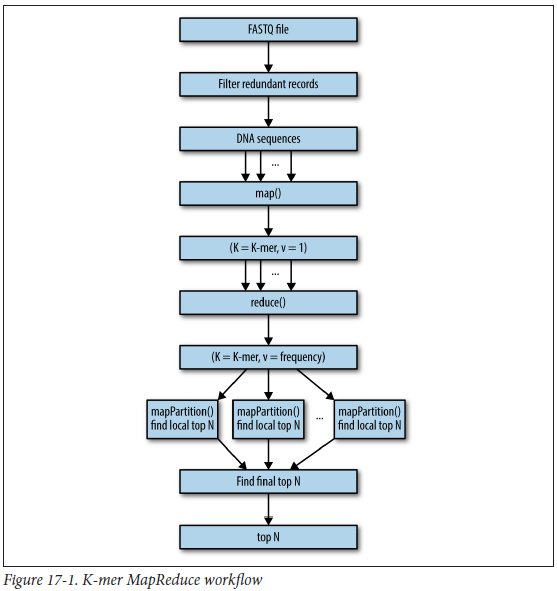 FASTQ file
Filter redundant records
DNA sequences
...
map()
(K = K-mer, v = 1)
...
reduce()
(K = K-mer, v = frequency)
mapPartition()
find local top N
mapPartition()
find local top N
...
mapPartition()
find local top N
Find final top N
top N
Figure 17-1. K-mer MapReduce workflow